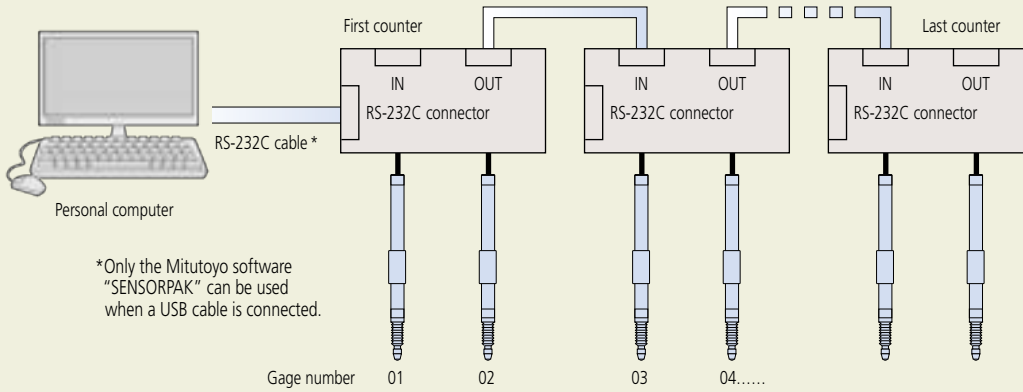 First counter
Last counter
IN OUT
IN OUT
IN OUT
RS-232C connector
RS-232C connector
RS-232C connector
RS-232C cable *
Personal computer
*Only the Mitutoyo software
“SENSORPAK” can be used
when a USB cable is connected.
Gage number 01 02 03 04......